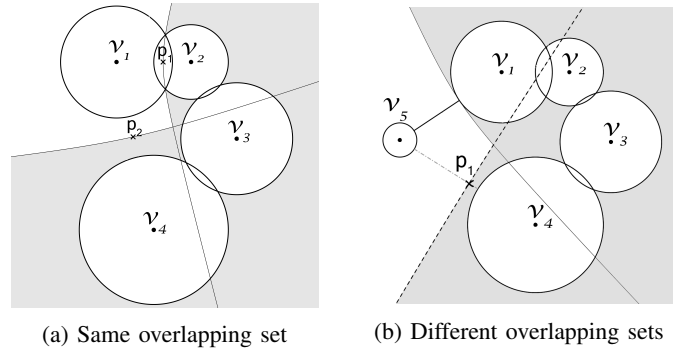 𝒱1 p1 𝒱2
p2
𝒱3
𝒱4
(a) Same overlapping set
𝒱1 𝒱2
𝒱5
𝒱3
p1
𝒱4
(b) Different overlapping sets